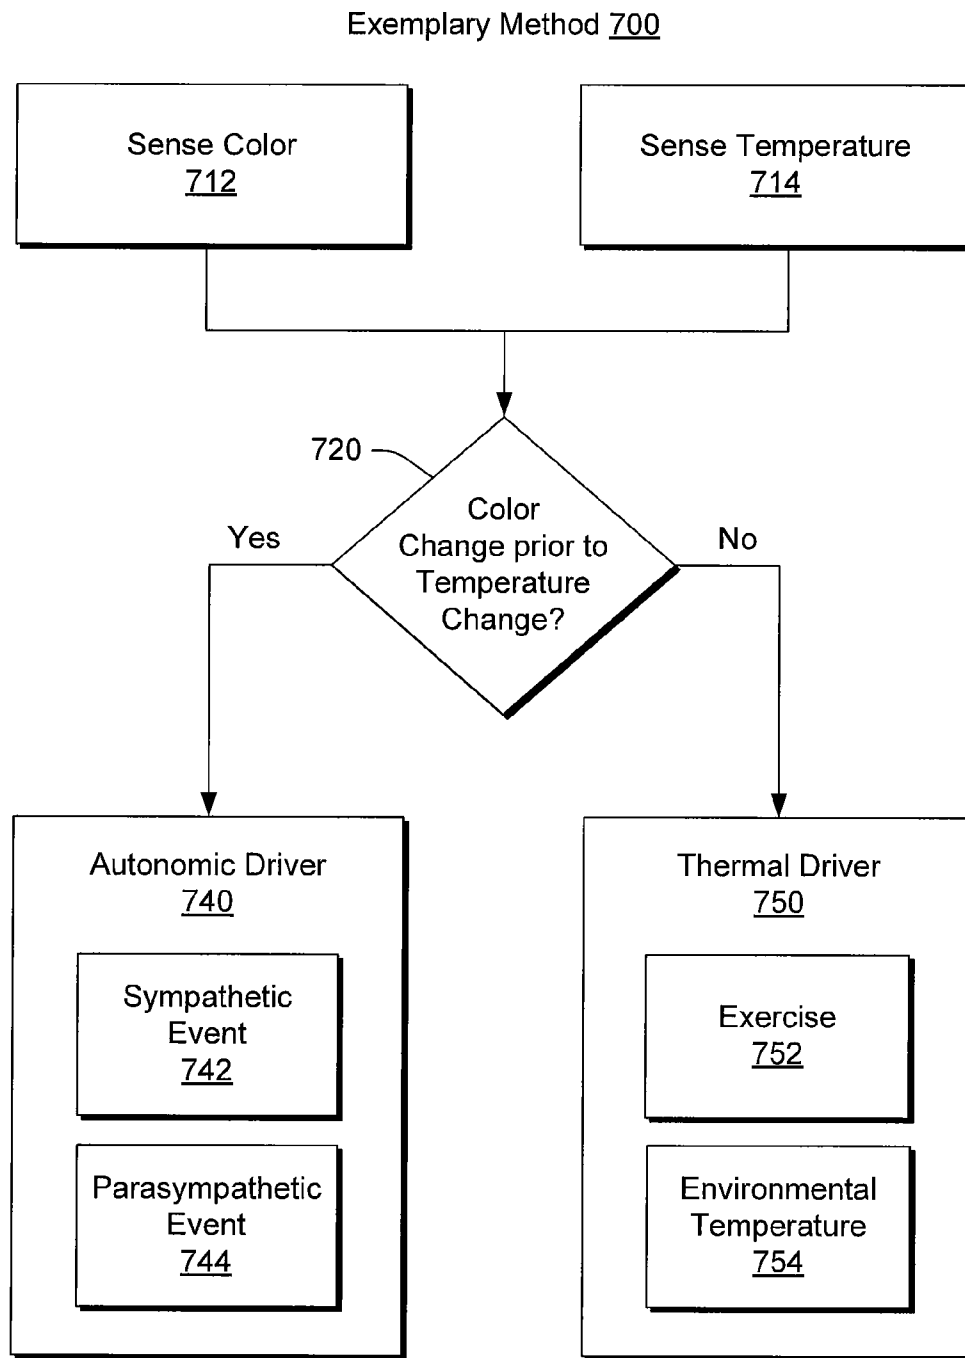 Exemplary Method 700
Sense Color
712
Sense Temperature
714
720
Color
Change prior to
Temperature
Change?
Yes
No
Autonomic Driver
740
Sympathetic
Event
742
Parasympathetic
Event
744
Thermal Driver
750
Exercise
752
Environmental
Temperature
754